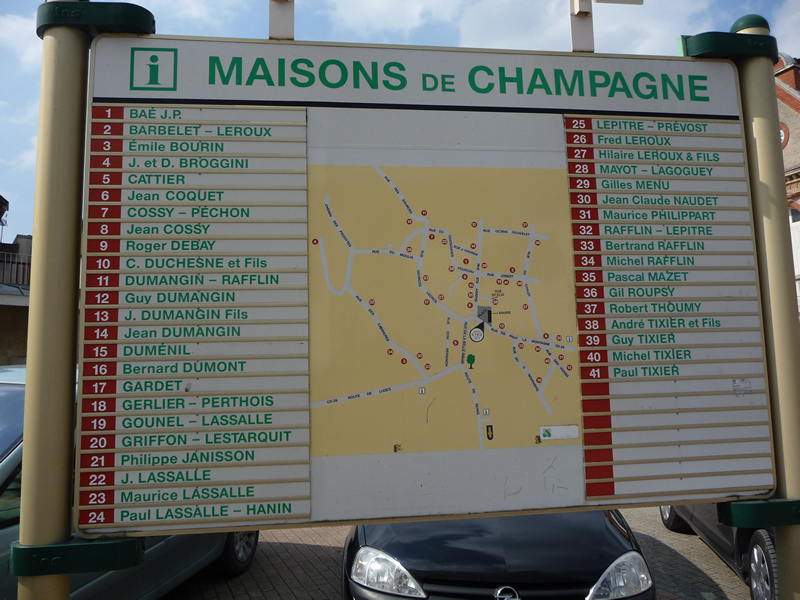 i MAISONS DE CHAMPAGNE
1 BAÉ J.P.
2 BARBELET – LEROUX
3 Émile BOURIN
4 J. et D. BROGGINI
5 CATTIER
6 Jean COQUET
7 COSSY – PÉCHON
8 Jean COSSY
9 Roger DEBAY
10 C. DUCHESNE et Fils
11 DUMANGIN – RAFFLIN
12 Guy DUMANGIN
13 J. DUMANGIN Fils
14 Jean DUMANGIN
15 DUMÉNIL
16 Bernard DUMONT
17 GARDET
18 GERLIER – PERTHOIS
19 GOUNEL – LASSALLE
20 GRIFFON – LESTARQUIT
21 Philippe JANISSON
22 J. LASSALLE
23 Maurice LASSALLE
24 Paul LASSALLE – HANIN
25 LEPITRE – PRÉVOST
26 Fred LEROUX
27 Hilaire LEROUX & FILS
28 MAYOT – LAGOGUEY
29 Gilles MENU
30 Jean Claude NAUDET
31 Maurice PHILIPPART
32 RAFFLIN – LEPITRE
33 Bertrand RAFFLIN
34 Michel RAFFLIN
35 Pascal MAZET
36 Gil ROUPSY
37 Robert THOUMY
38 André TIXIER et Fils
39 Guy TIXIER
40 Michel TIXIER
41 Paul TIXIER